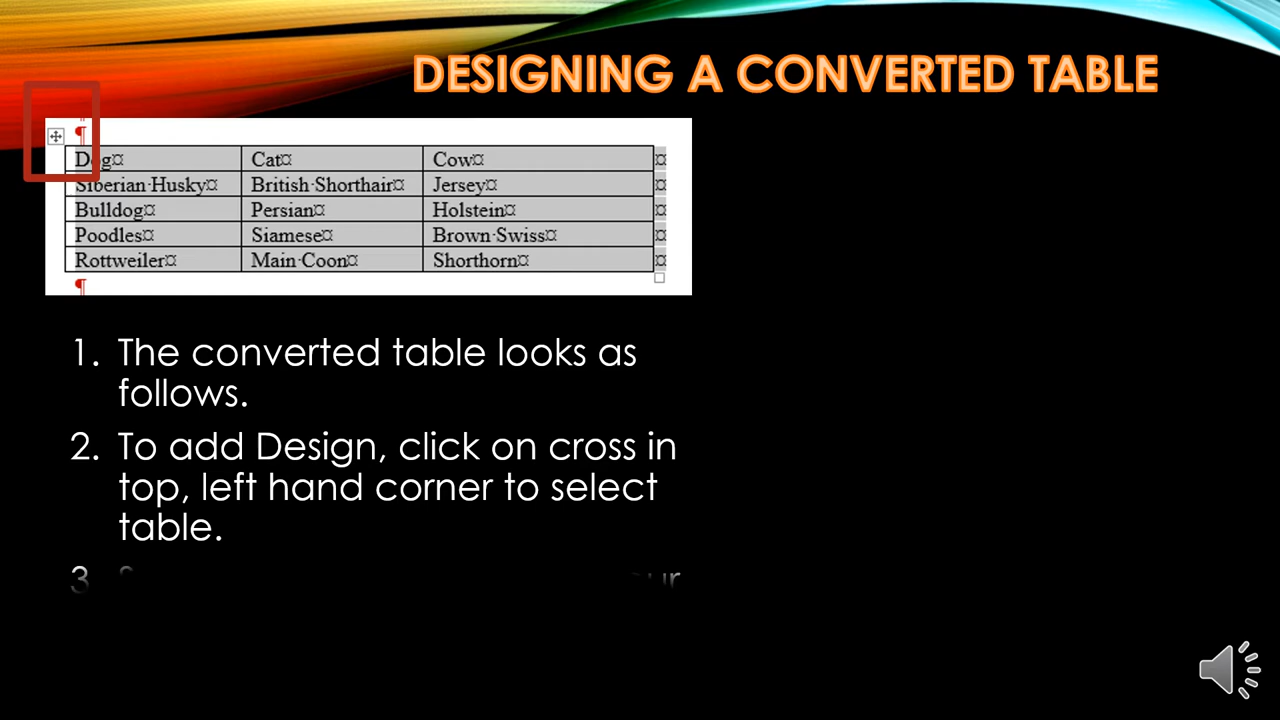 DESIGNING A CONVERTED TABLE
¶
Dog¤ Cat¤ Cow¤ ¤
Siberian·Husky¤ British·Shorthair¤ Jersey¤ ¤
Bulldog¤ Persian¤ Holstein¤ ¤
Poodles¤ Siamese¤ Brown·Swiss¤ ¤
Rottweiler¤ Main·Coon¤ Shorthorn¤ ¤
¶
1. The converted table looks as
follows.
2. To add Design, click on cross in
top, left hand corner to select
table.
3